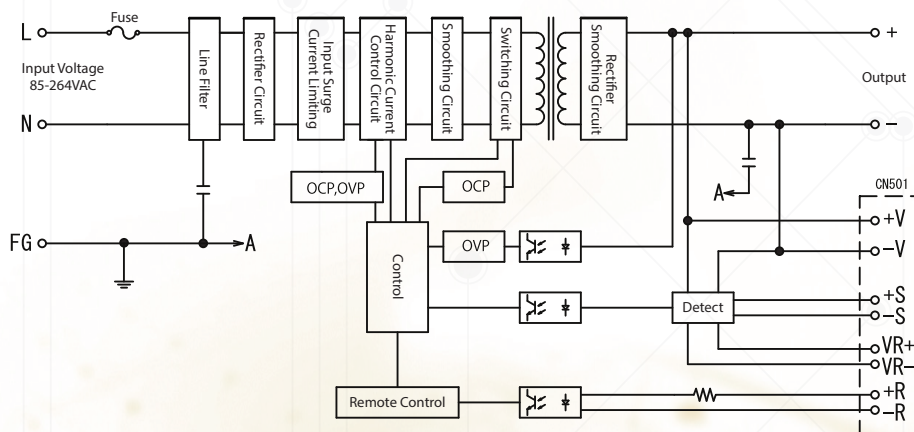 Fuse
L
Input Voltage
85-264VAC
N
FG
Line Filter
Rectifier Circuit
Input Surge
Current Limiting
Harmonic Current
Control Circuit
Smoothing Circuit
Switching Circuit
Rectifier
Smoothing Circuit
+
Output
-
A
OCP,OVP
OCP
OVP
Control
A
Detect
Remote Control
CN501
+V
-V
+S
-S
VR+
VR-
+R
-R